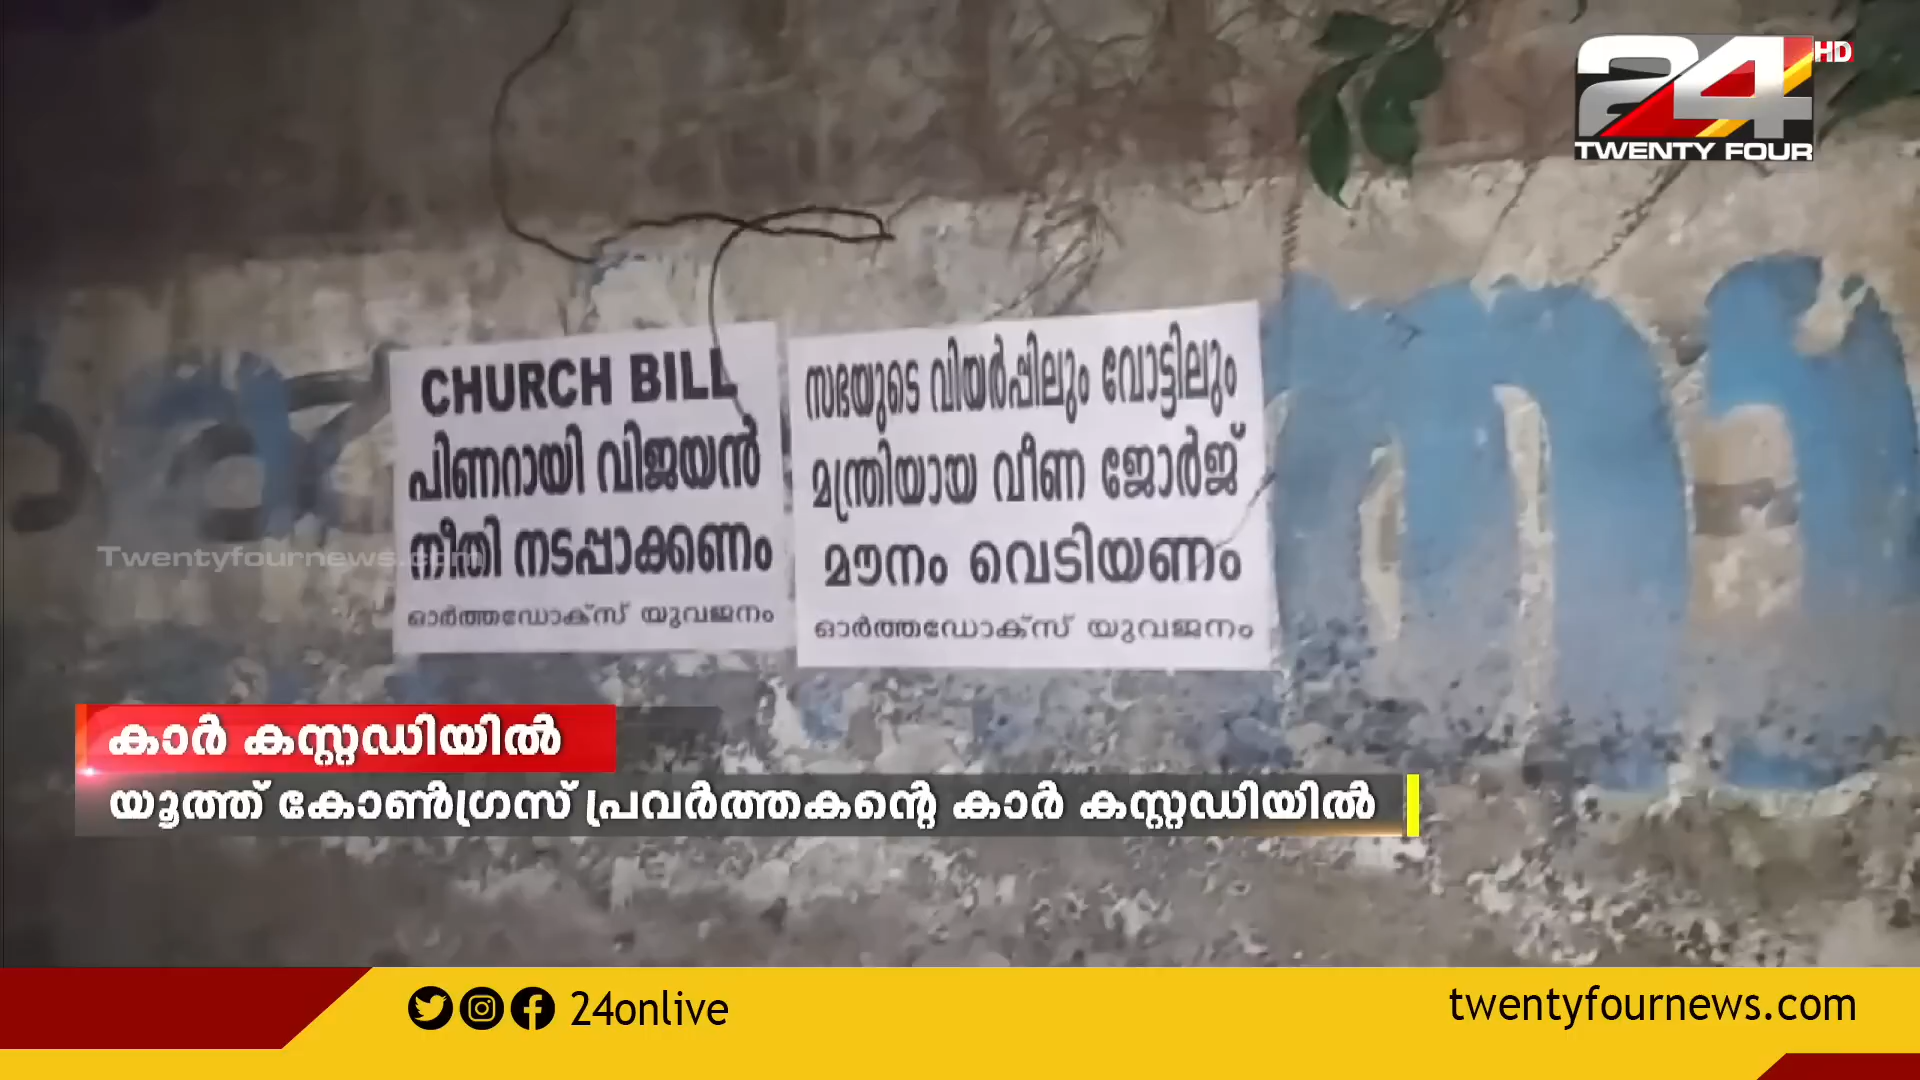 24 HD
TWENTY FOUR
CHURCH BILL
പിണറായി വിജയൻ
നീതി നടപ്പാക്കണം
ഓർത്തഡോക്സ് യുവജനം
സഭയുടെ വിയർപ്പിലും വോട്ടിലും
മന്ത്രിയായ വീണ ജോർജ്
മൗനം വെടിയണം
ഓർത്തഡോക്സ് യുവജനം
Twentyfournews.com
കാർ കസ്റ്റഡിയിൽ
യൂത്ത് കോൺഗ്രസ് പ്രവർത്തകന്റെ കാർ കസ്റ്റഡിയിൽ
24onlive
twentyfournews.com